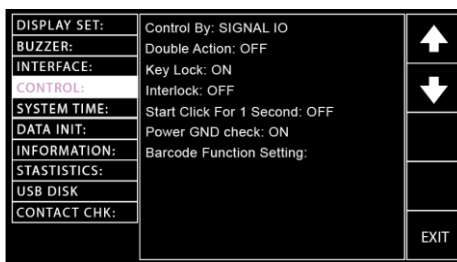 DISPLAY SET:
BUZZER:
INTERFACE:
CONTROL:
SYSTEM TIME:
DATA INIT:
INFORMATION:
STASTISTICS:
USB DISK
CONTACT CHK:
Control By: SIGNAL IO
Double Action: OFF
Key Lock: ON
Interlock: OFF
Start Click For 1 Second: OFF
Power GND check: ON
Barcode Function Setting:
EXIT